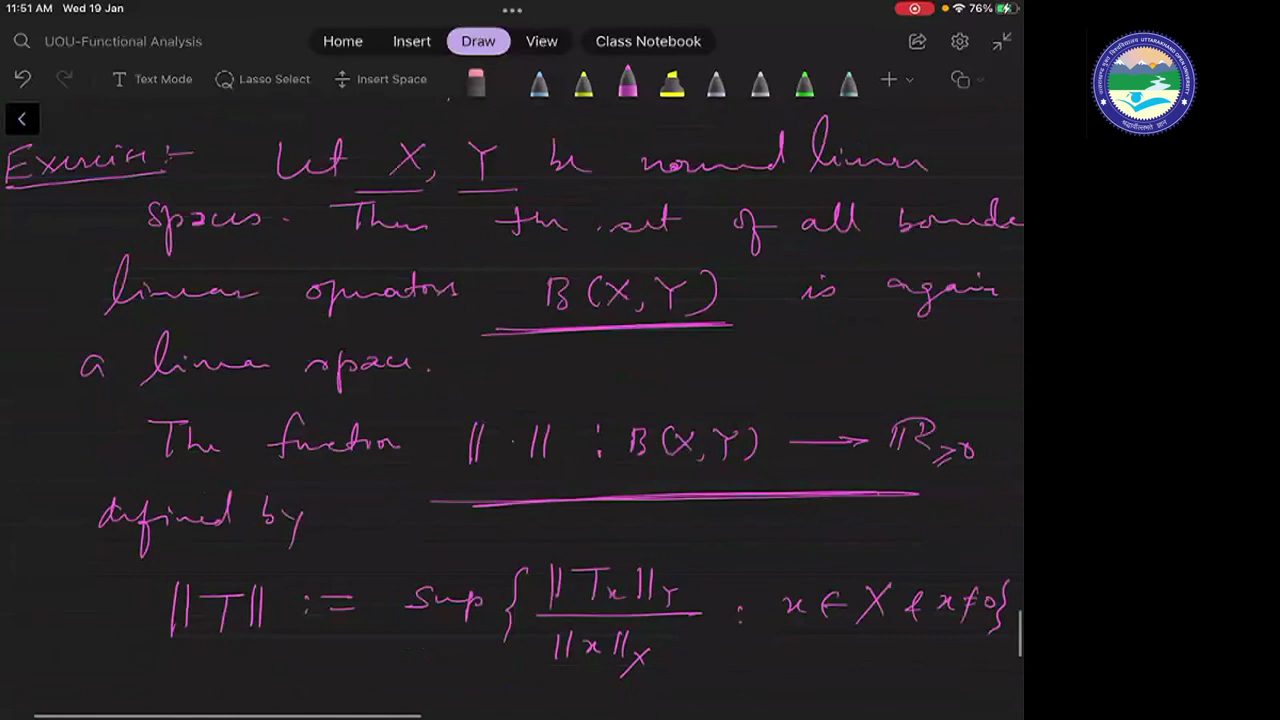 11:51 AM Wed 19 Jan
76%
UOU-Functional Analysis
Home Insert Draw View Class Notebook
Text Mode Lasso Select Insert Space
Exercise :- Let X, Y be normed linear
spaces. Then the set of all bounde
linear operators B(X, Y) is again
a linear space.
The function || · || : B(X, Y) ⟶ ℝ≥0
defined by
||T|| := sup { ||Tx||_Y / ||x||_X : x ∈ X & x ≠ 0 }